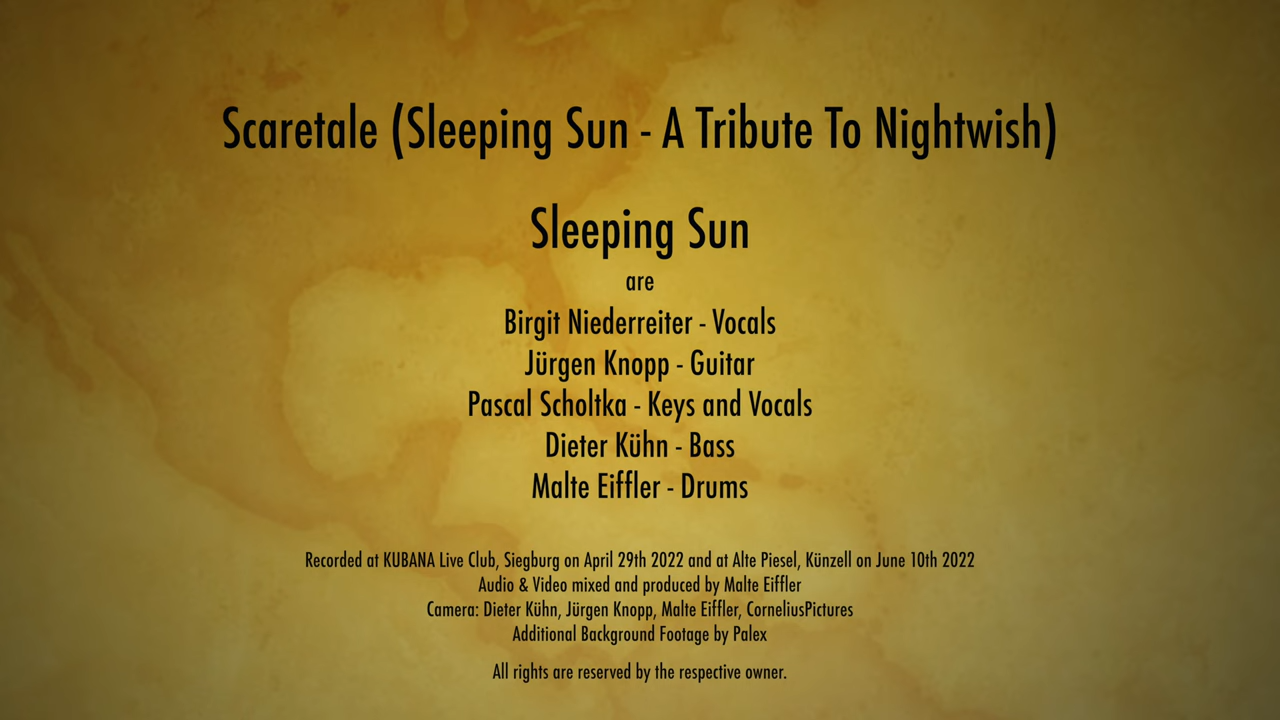 Scaretale (Sleeping Sun - A Tribute To Nightwish)
Sleeping Sun
are
Birgit Niederreiter - Vocals
Jürgen Knopp - Guitar
Pascal Scholtka - Keys and Vocals
Dieter Kühn - Bass
Malte Eiffler - Drums
Recorded at KUBANA Live Club, Siegburg on April 29th 2022 and at Alte Piesel, Künzell on June 10th 2022
Audio & Video mixed and produced by Malte Eiffler
Camera: Dieter Kühn, Jürgen Knopp, Malte Eiffler, CorneliusPictures
Additional Background Footage by Palex
All rights are reserved by the respective owner.